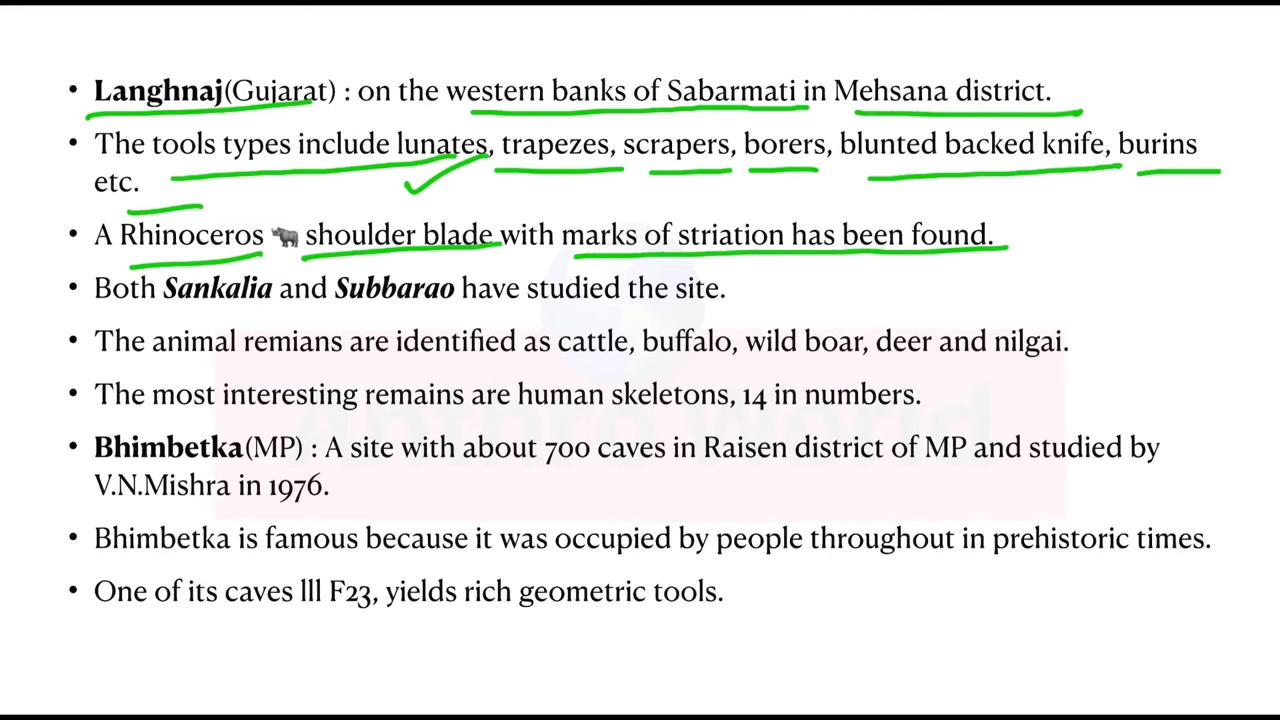 • Langhnaj(Gujarat) : on the western banks of Sabarmati in Mehsana district.
• The tools types include lunates, trapezes, scrapers, borers, blunted backed knife, burins
etc.
• A Rhinoceros 🦏 shoulder blade with marks of striation has been found.
• Both Sankalia and Subbarao have studied the site.
• The animal remians are identified as cattle, buffalo, wild boar, deer and nilgai.
• The most interesting remains are human skeletons, 14 in numbers.
• Bhimbetka(MP) : A site with about 700 caves in Raisen district of MP and studied by
V.N.Mishra in 1976.
• Bhimbetka is famous because it was occupied by people throughout in prehistoric times.
• One of its caves lll F23, yields rich geometric tools.